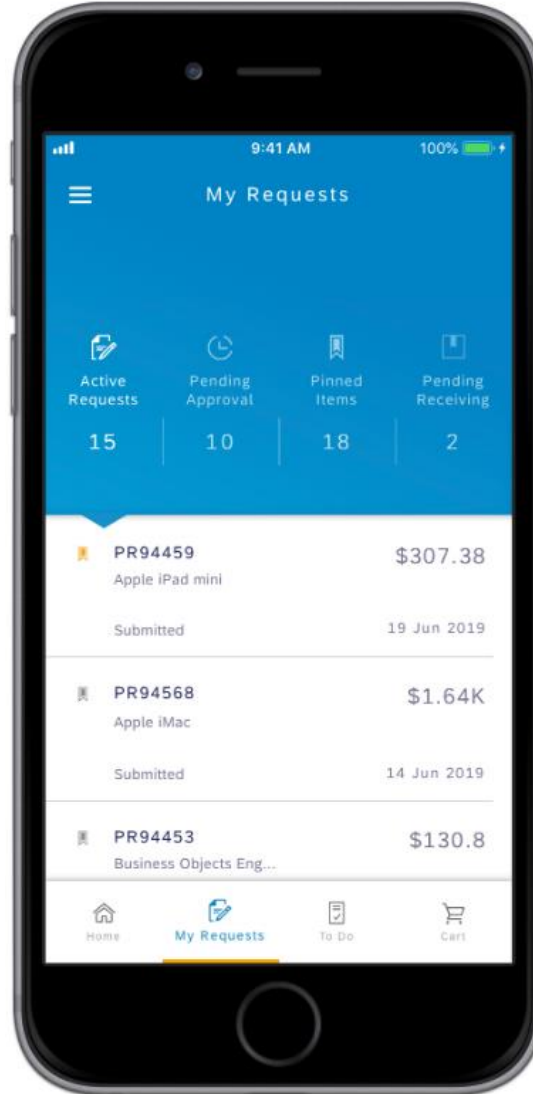 9:41 AM 100%
My Requests
Active Requests
Pending Approval
Pinned Items
Pending Receiving
15 10 18 2
PR94459 $307.38
Apple iPad mini
Submitted 19 Jun 2019
PR94568 $1.64K
Apple iMac
Submitted 14 Jun 2019
PR94453 $130.8
Business Objects Eng...
Home My Requests To Do Cart